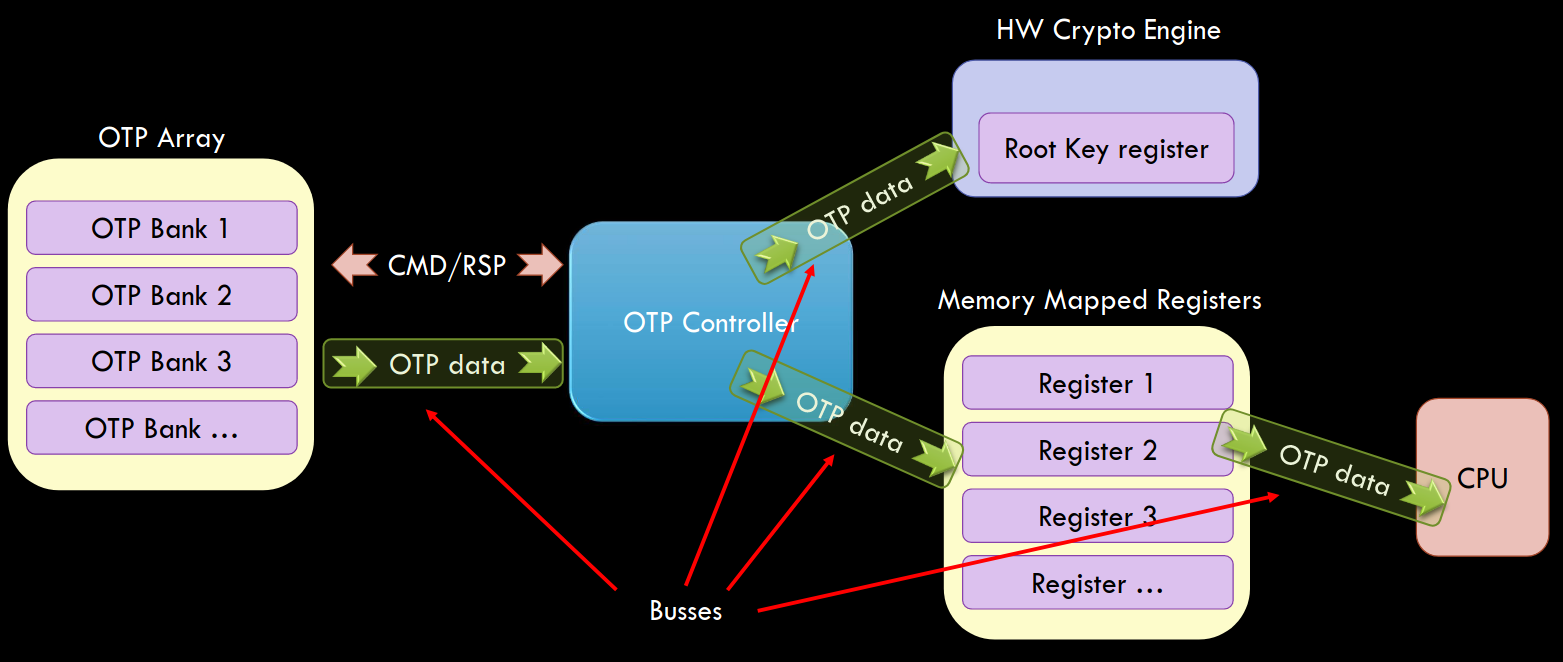 HW Crypto Engine
Root Key register
OTP Array
OTP Bank 1
OTP Bank 2
OTP Bank 3
OTP Bank ...
CMD/RSP
OTP data
OTP Controller
OTP data
OTP data
Memory Mapped Registers
Register 1
Register 2
Register 3
Register ...
OTP data
CPU
Busses